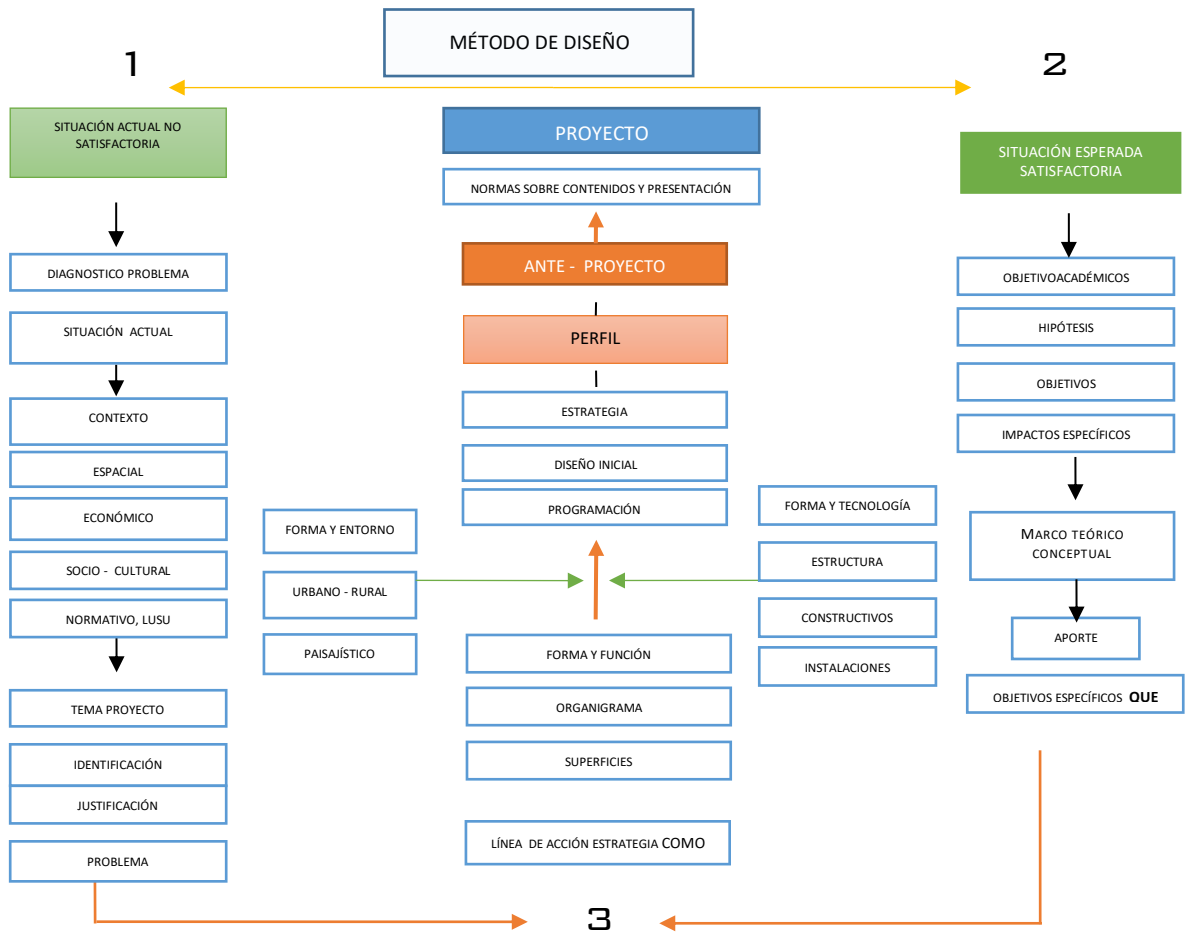 MÉTODO DE DISEÑO
1
2
SITUACIÓN ACTUAL NO
SATISFACTORIA
DIAGNOSTICO PROBLEMA
SITUACIÓN ACTUAL
CONTEXTO
ESPACIAL
ECONÓMICO
SOCIO - CULTURAL
NORMATIVO, LUSU
TEMA PROYECTO
IDENTIFICACIÓN
JUSTIFICACIÓN
PROBLEMA
FORMA Y ENTORNO
URBANO - RURAL
PAISAJÍSTICO
PROYECTO
NORMAS SOBRE CONTENIDOS Y PRESENTACIÓN
ANTE - PROYECTO
PERFIL
ESTRATEGIA
DISEÑO INICIAL
PROGRAMACIÓN
FORMA Y FUNCIÓN
ORGANIGRAMA
SUPERFICIES
LÍNEA DE ACCIÓN ESTRATEGIA COMO
3
FORMA Y TECNOLOGÍA
ESTRUCTURA
CONSTRUCTIVOS
INSTALACIONES
SITUACIÓN ESPERADA
SATISFACTORIA
OBJETIVOACADÉMICOS
HIPÓTESIS
OBJETIVOS
IMPACTOS ESPECÍFICOS
MARCO TEÓRICO
CONCEPTUAL
APORTE
OBJETIVOS ESPECÍFICOS QUE